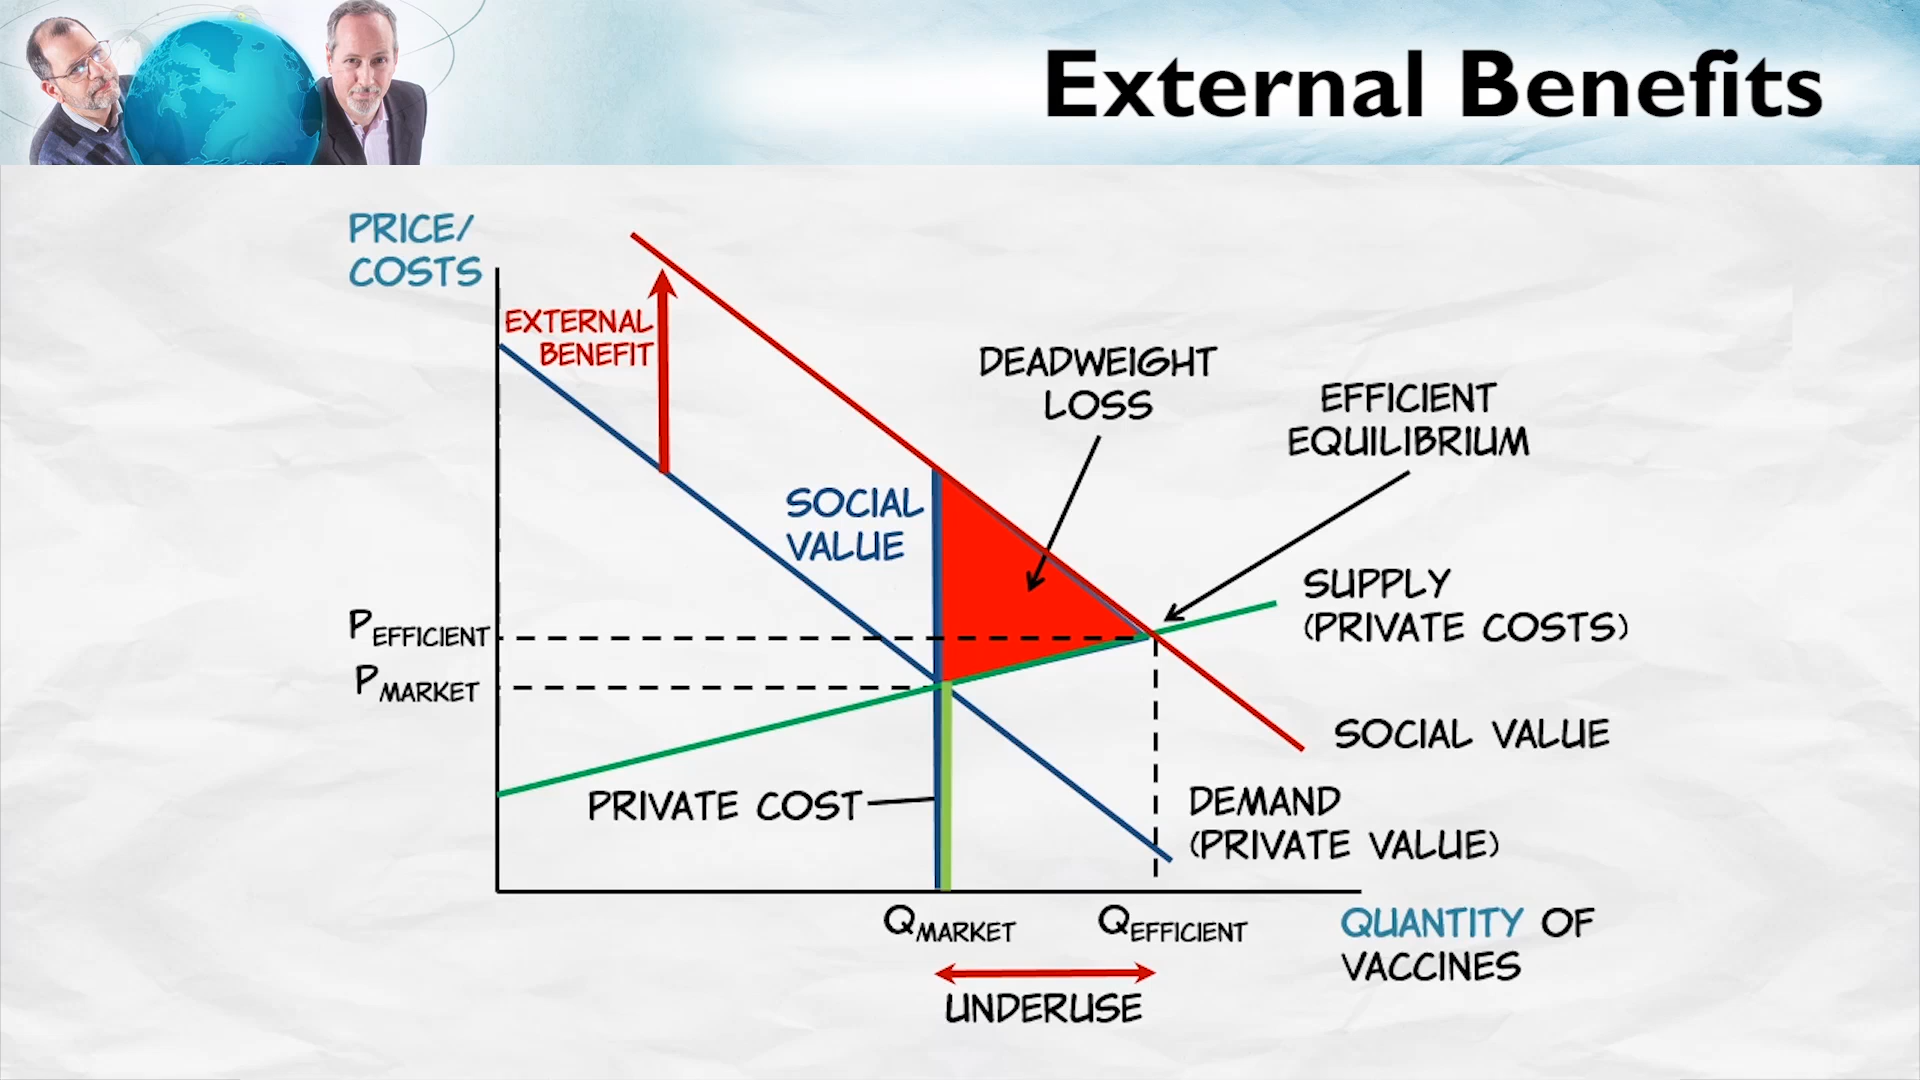 External Benefits
PRICE/
COSTS
EXTERNAL
BENEFIT
DEADWEIGHT
LOSS
EFFICIENT
EQUILIBRIUM
SOCIAL
VALUE
SUPPLY
(PRIVATE COSTS)
PEFFICIENT
PMARKET
SOCIAL VALUE
PRIVATE COST
DEMAND
(PRIVATE VALUE)
QMARKET
QEFFICIENT
QUANTITY OF
VACCINES
UNDERUSE